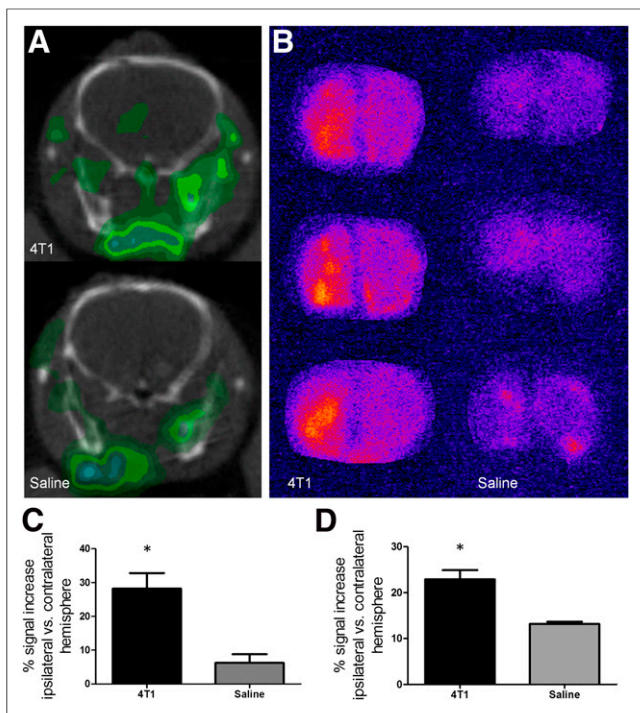 A
B
4T1
Saline
4T1
Saline
C
% signal increase
ipsilateral vs. contralateral
hemisphere
40
30
20
10
0
*
4T1
Saline
D
% signal increase
ipsilateral vs. contralateral
hemisphere
30
20
10
0
*
4T1
Saline